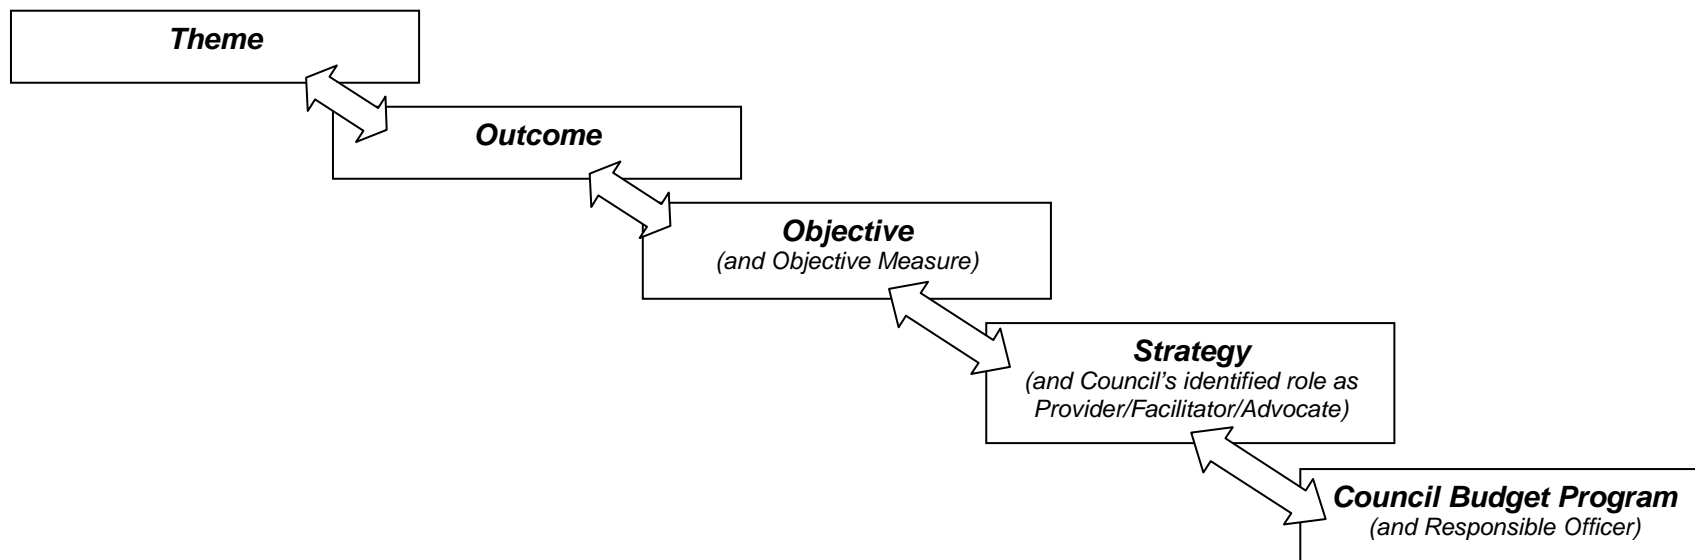 Theme
Outcome
Objective
(and Objective Measure)
Strategy
(and Council’s identified role as
Provider/Facilitator/Advocate)
Council Budget Program
(and Responsible Officer)